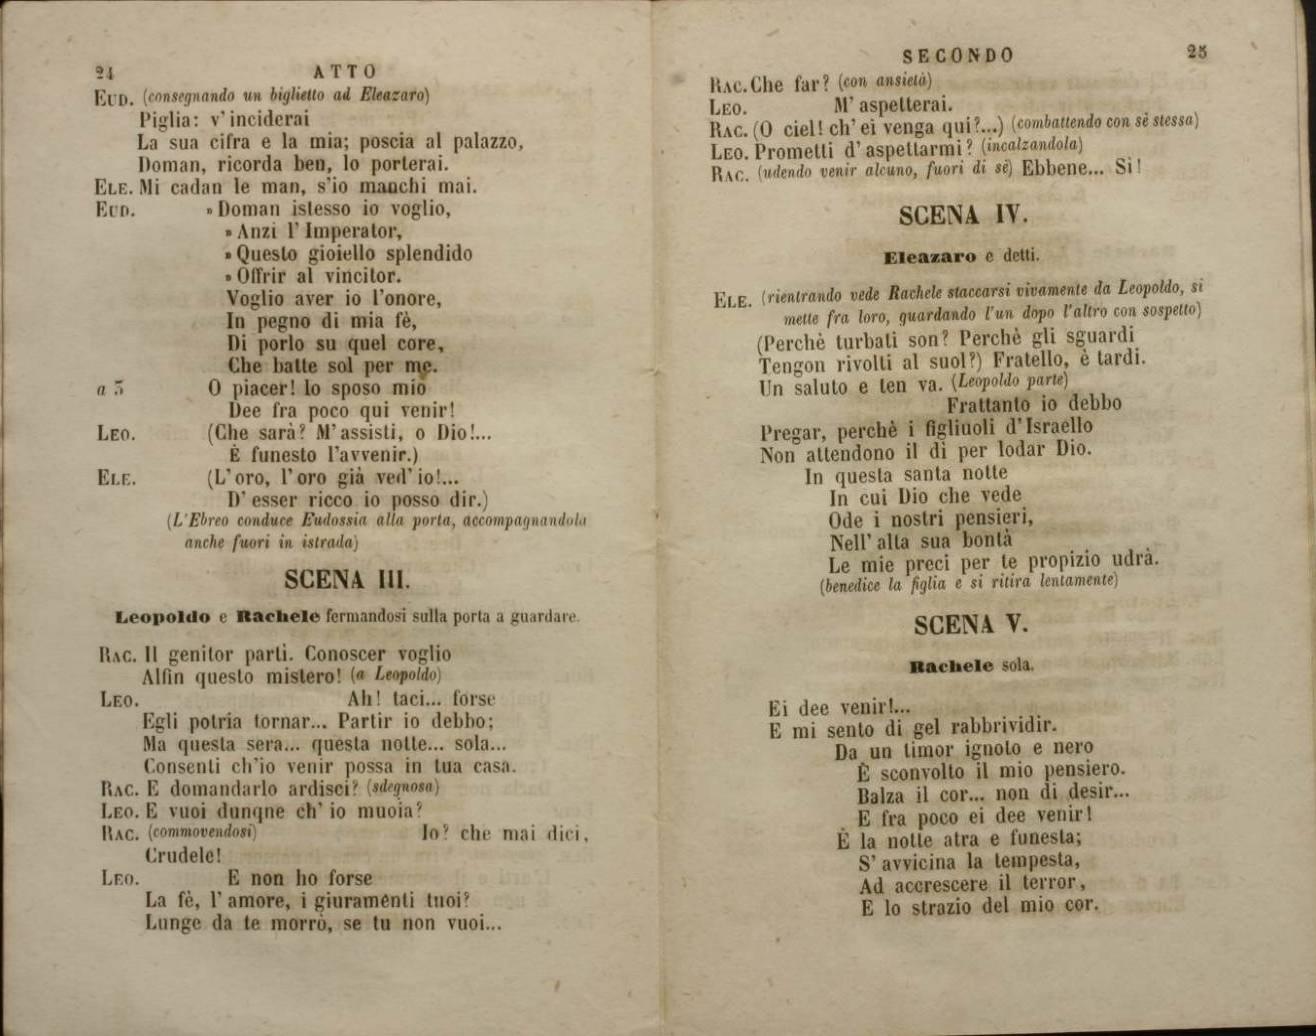 24 ATTO
EUD. (consegnando un biglietto ad Eleazaro)
Piglia: v'inciderai
La sua cifra e la mia; poscia al palazzo,
Doman, ricorda ben, lo porterai.
ELE. Mi cadan le man, s'io manchi mai.
EUD. » Doman istesso io voglio,
» Anzi l'Imperator,
» Questo gioiello splendido
» Offrir al vincitor.
Voglio aver io l'onore,
In pegno di mia fè,
Di porlo su quel core,
Che batte sol per me.
a 3 O piacer! lo sposo mio
Dee fra poco qui venir!
LEO. (Che sarà? M'assisti, o Dio!...
È funesto l'avvenir.)
ELE. (L'oro, l'oro già ved'io!...
D'esser ricco io posso dir.)
(L'Ebreo conduce Eudossia alla porta, accompagnandola
anche fuori in istrada)
SCENA III.
Leopoldo e Rachele fermandosi sulla porta a guardare.
RAC. Il genitor partì. Conoscer voglio
Alfin questo mistero! (a Leopoldo)
LEO. Ah! taci... forse
Egli potria tornar... Partir io debbo;
Ma questa sera... questa notte... sola...
Consenti ch'io venir possa in tua casa.
RAC. E domandarlo ardisci? (sdegnosa)
LEO. E vuoi dunqne ch' io muoia?
RAC. (commovendosi) Io? che mai dici,
Crudele!
LEO. E non ho forse
La fè, l'amore, i giuramenti tuoi?
Lunge da te morrò, se tu non vuoi...
SECONDO 25
RAC. Che far? (con ansietà)
LEO. M'aspetterai.
RAC. (O ciel! ch'ei venga qui?...) (combattendo con sè stessa)
LEO. Prometti d'aspettarmi? (incalzandola)
RAC. (udendo venir alcuno, fuori di sè) Ebbene... Sì!
SCENA IV.
Eleazaro e detti.
ELE. (rientrando vede Rachele staccarsi vivamente da Leopoldo, si
mette fra loro, guardando l'un dopo l'altro con sospetto)
(Perchè turbati son? Perchè gli sguardi
Tengon rivolti al suol?) Fratello, è tardi.
Un saluto e ten va. (Leopoldo parte)
Frattanto io debbo
Pregar, perchè i figliuoli d'Israello
Non attendono il dì per lodar Dio.
In questa santa notte
In cui Dio che vede
Ode i nostri pensieri,
Nell'alta sua bontà
Le mie preci per te propizio udrà.
(benedice la figlia e si ritira lentamente)
SCENA V.
Rachele sola.
Ei dee venir!...
E mi sento di gel rabbrividir.
Da un timor ignoto e nero
È sconvolto il mio pensiero.
Balza il cor... non di desir...
E fra poco ei dee venir!
È la notte atra e funesta;
S'avvicina la tempesta,
Ad accrescere il terror,
E lo strazio del mio cor.